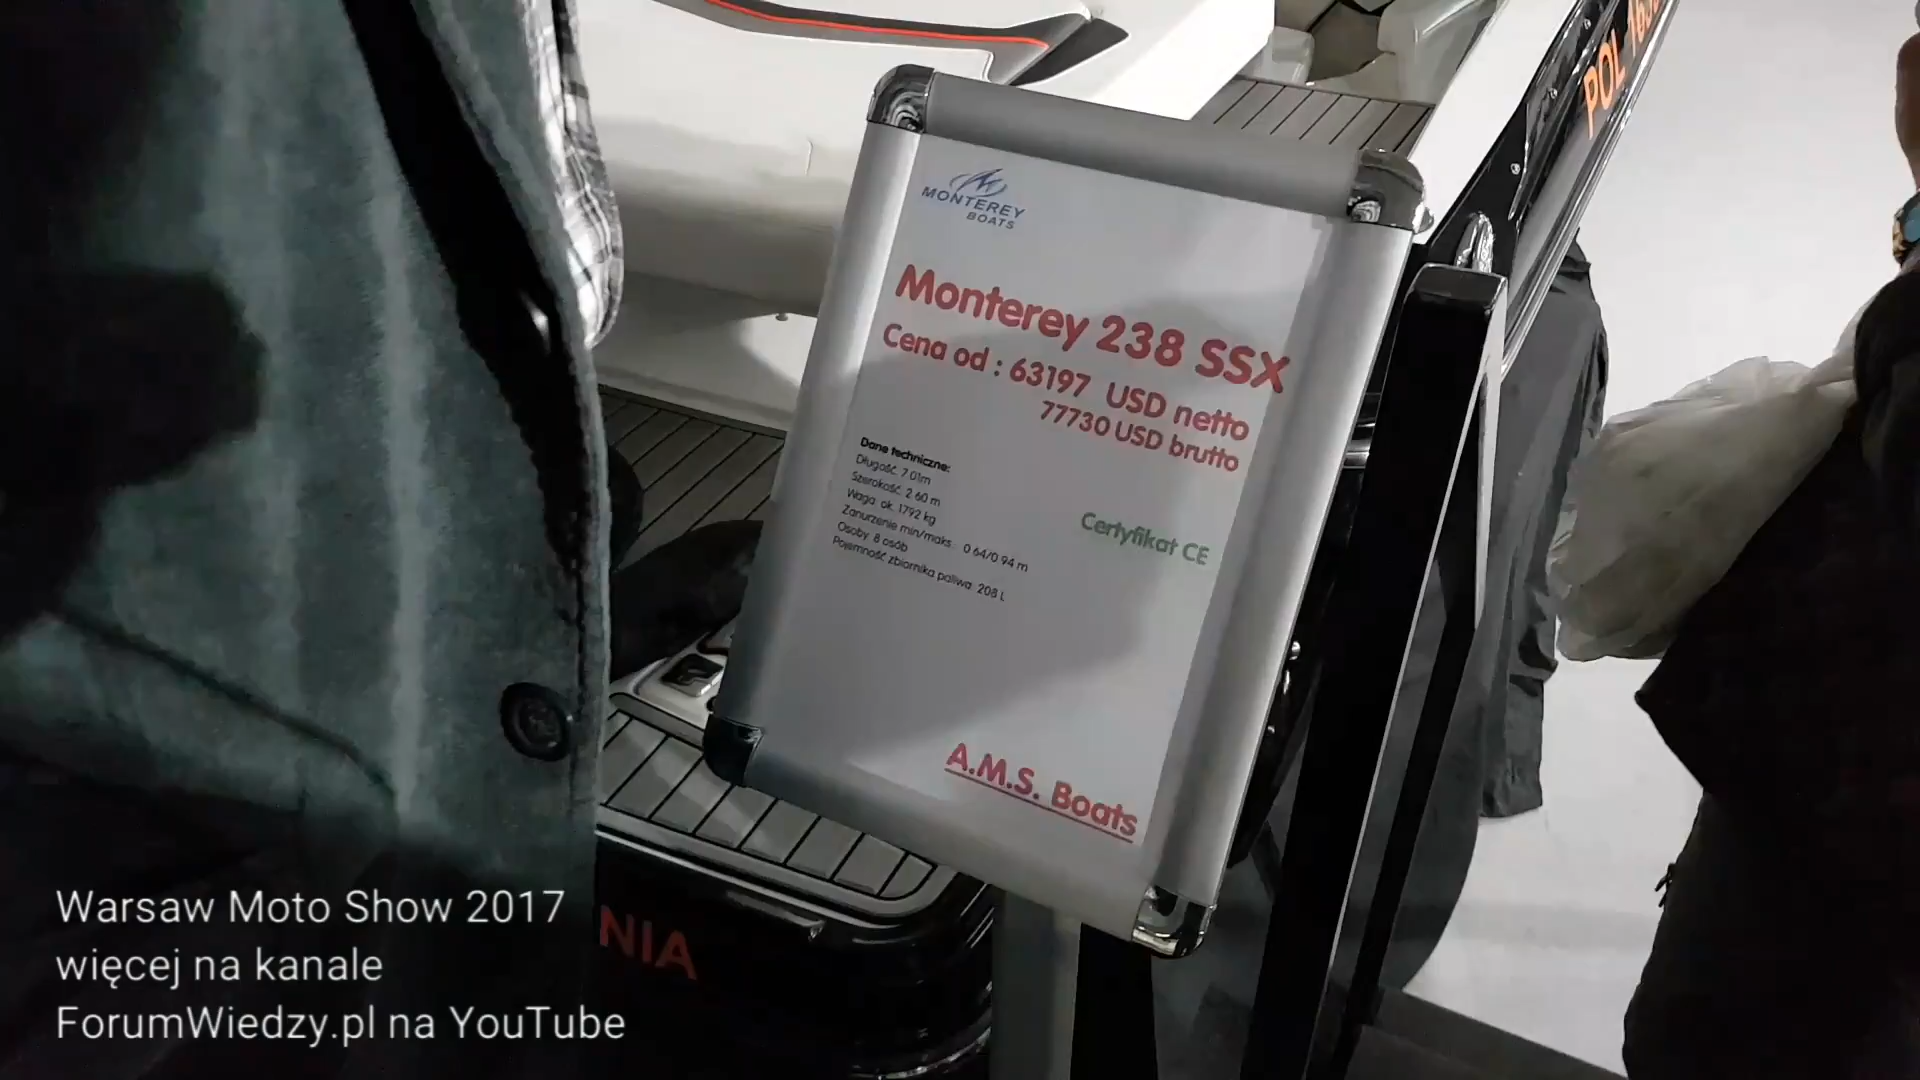 MONTEREY
BOATS
Monterey 238 SSX
Cena od : 63197 USD netto
77730 USD brutto
Dane techniczne:
Długość: 7.01m
Szerokość: 2.60 m
Waga: ok. 1792 kg
Zanurzenie min/maks.: 0.64/0.94 m
Osoby: 8 osób
Pojemność zbiornika paliwa: 208 L
Certyfikat CE
A.M.S. Boats
POL
NIA
Warsaw Moto Show 2017
więcej na kanale
ForumWiedzy.pl na YouTube